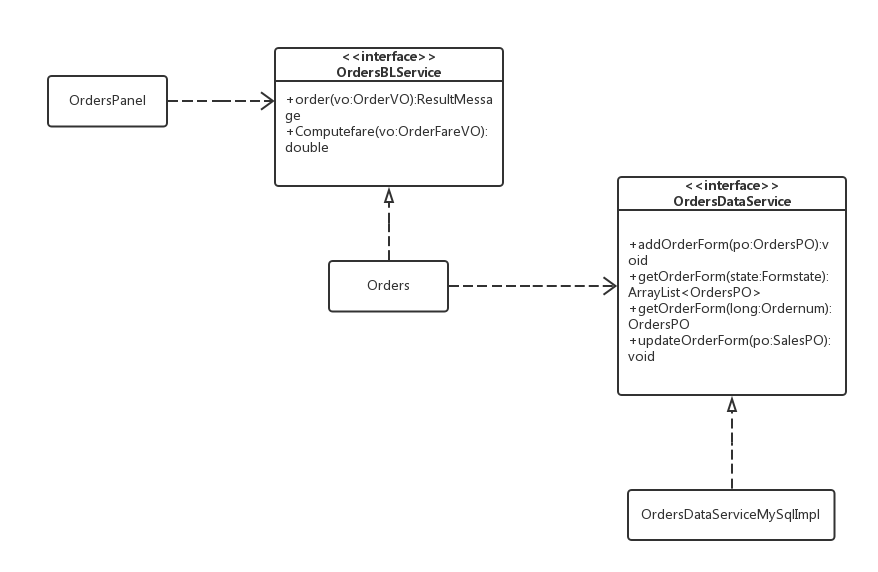 <<interface>>
OrdersBLService
OrdersPanel
+order(vo:OrderVO):ResultMessa
ge
+Computefare(vo:OrderFareVO):
double
<<interface>>
OrdersDataService
+addOrderForm(po:OrdersPO):v
oid
+getOrderForm(state:Formstate):
ArrayList<OrdersPO>
+getOrderForm(long:Ordernum):
OrdersPO
+updateOrderForm(po:SalesPO):
void
Orders
OrdersDataServiceMySqlImpl